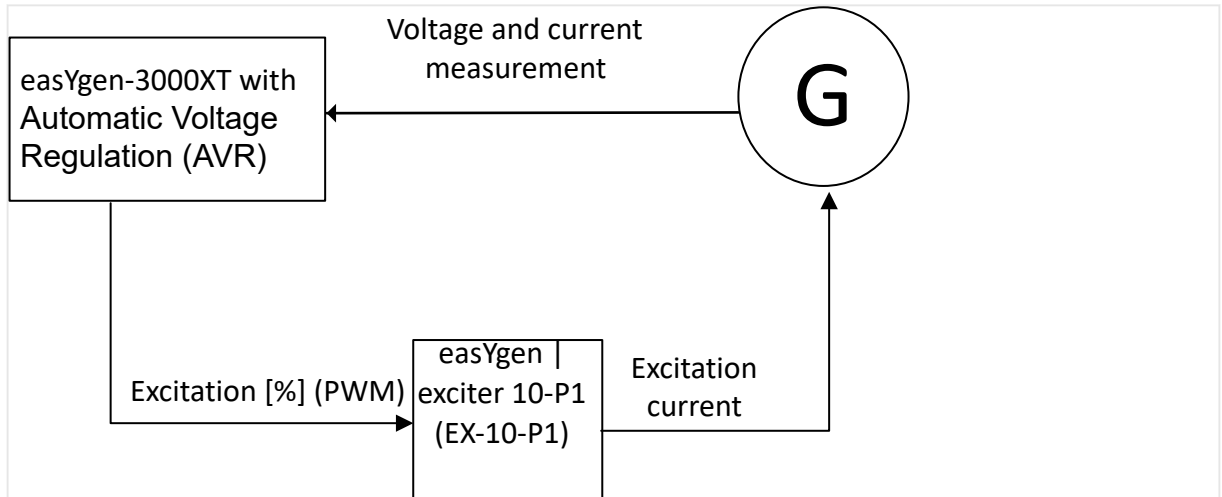 Voltage and current
measurement
G
easYgen-3000XT with
Automatic Voltage
Regulation (AVR)
Excitation [%] (PWM)
easYgen |
exciter 10-P1
(EX-10-P1)
Excitation
current